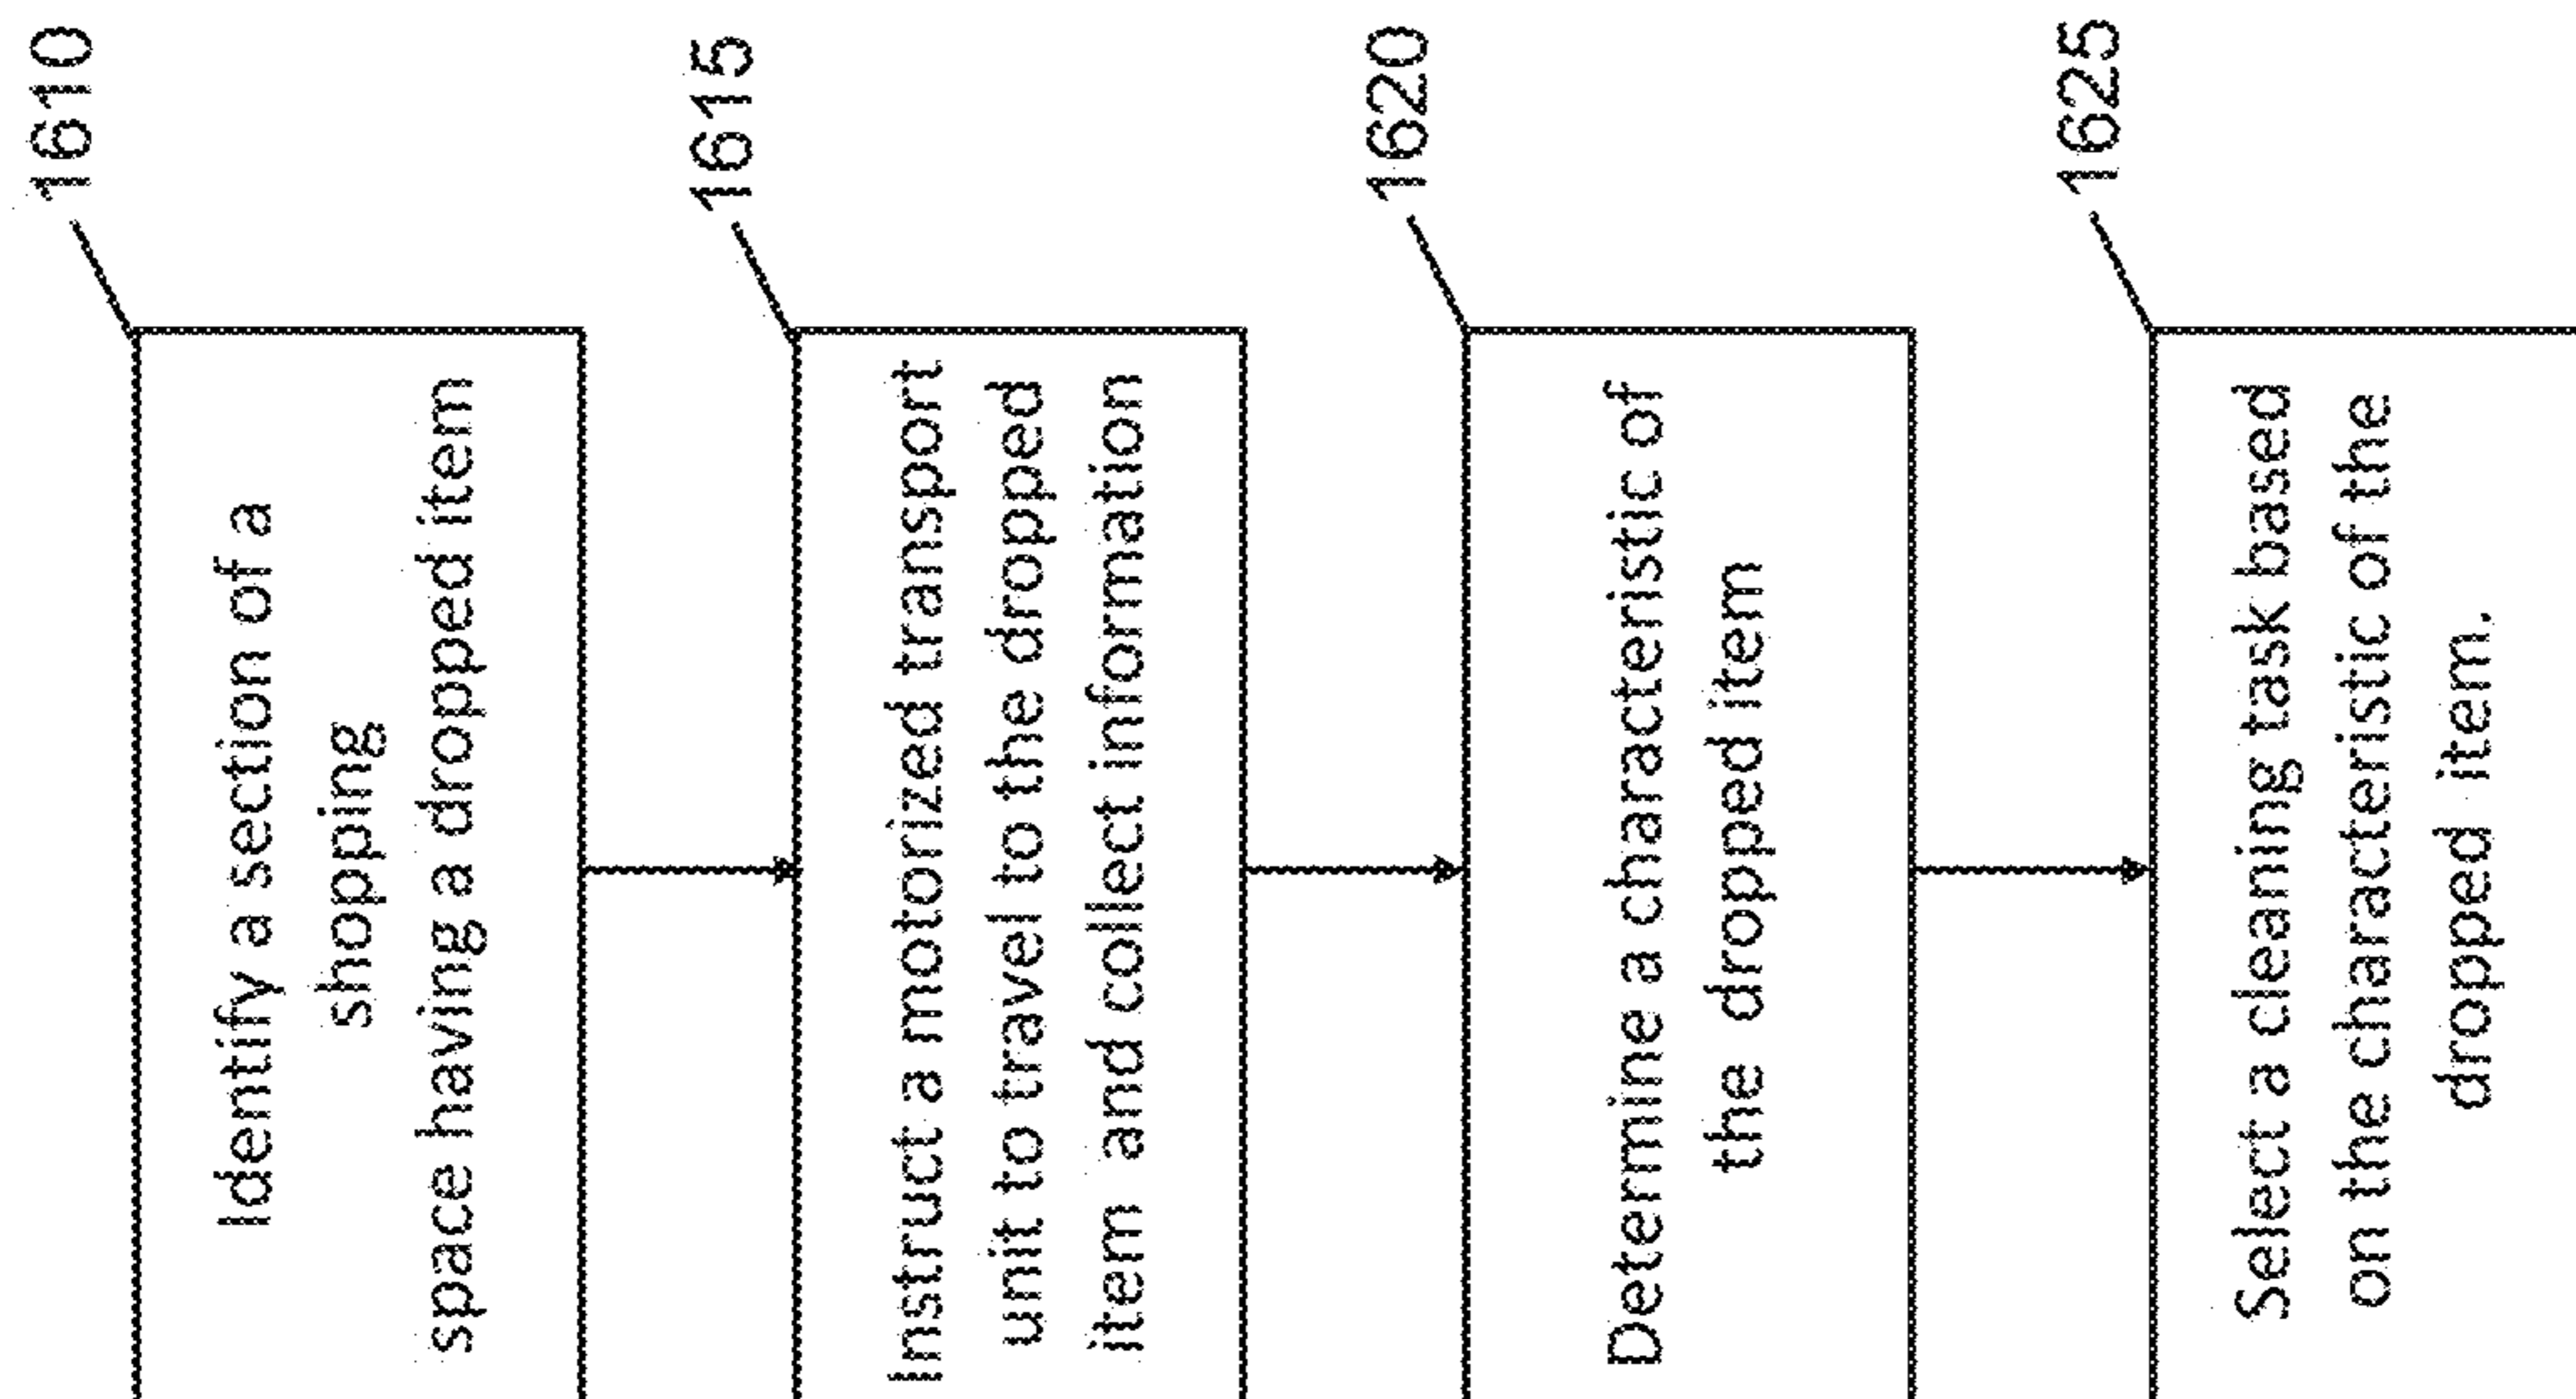 1610
Identify a section of a
shopping
space having a dropped item
1615
Instruct a motorized transport
unit to travel to the dropped
item and collect information
1620
Determine a characteristic of
the dropped item
1625
Select a cleaning task based
on the characteristic of the
dropped item.